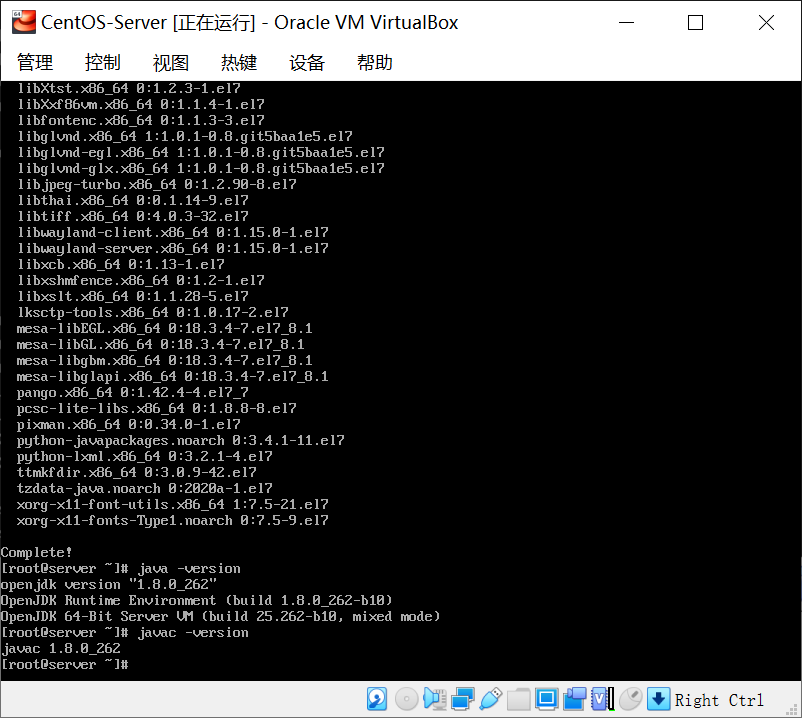 CentOS-Server [正在运行] - Oracle VM VirtualBox
管理 控制 视图 热键 设备 帮助
libXtst.x86_64 0:1.2.3-1.el7
libXxf86vm.x86_64 0:1.1.4-1.el7
libfontenc.x86_64 0:1.1.3-3.el7
libglvnd.x86_64 1:1.0.1-0.8.git5baa1e5.el7
libglvnd-egl.x86_64 1:1.0.1-0.8.git5baa1e5.el7
libglvnd-glx.x86_64 1:1.0.1-0.8.git5baa1e5.el7
libjpeg-turbo.x86_64 0:1.2.90-8.el7
libthai.x86_64 0:0.1.14-9.el7
libtiff.x86_64 0:4.0.3-32.el7
libwayland-client.x86_64 0:1.15.0-1.el7
libwayland-server.x86_64 0:1.15.0-1.el7
libxcb.x86_64 0:1.13-1.el7
libxshmfence.x86_64 0:1.2-1.el7
libxslt.x86_64 0:1.1.28-5.el7
lksctp-tools.x86_64 0:1.0.17-2.el7
mesa-libEGL.x86_64 0:18.3.4-7.el7_8.1
mesa-libGL.x86_64 0:18.3.4-7.el7_8.1
mesa-libgbm.x86_64 0:18.3.4-7.el7_8.1
mesa-libglapi.x86_64 0:18.3.4-7.el7_8.1
pango.x86_64 0:1.42.4-4.el7_7
pcsc-lite-libs.x86_64 0:1.8.8-8.el7
pixman.x86_64 0:0.34.0-1.el7
python-javapackages.noarch 0:3.4.1-11.el7
python-lxml.x86_64 0:3.2.1-4.el7
ttmkfdir.x86_64 0:3.0.9-42.el7
tzdata-java.noarch 0:2020a-1.el7
xorg-x11-font-utils.x86_64 1:7.5-21.el7
xorg-x11-fonts-Type1.noarch 0:7.5-9.el7
Complete!
[root@server ~]# java -version
openjdk version "1.8.0_262"
OpenJDK Runtime Environment (build 1.8.0_262-b10)
OpenJDK 64-Bit Server VM (build 25.262-b10, mixed mode)
[root@server ~]# javac -version
javac 1.8.0_262
[root@server ~]#
Right Ctrl